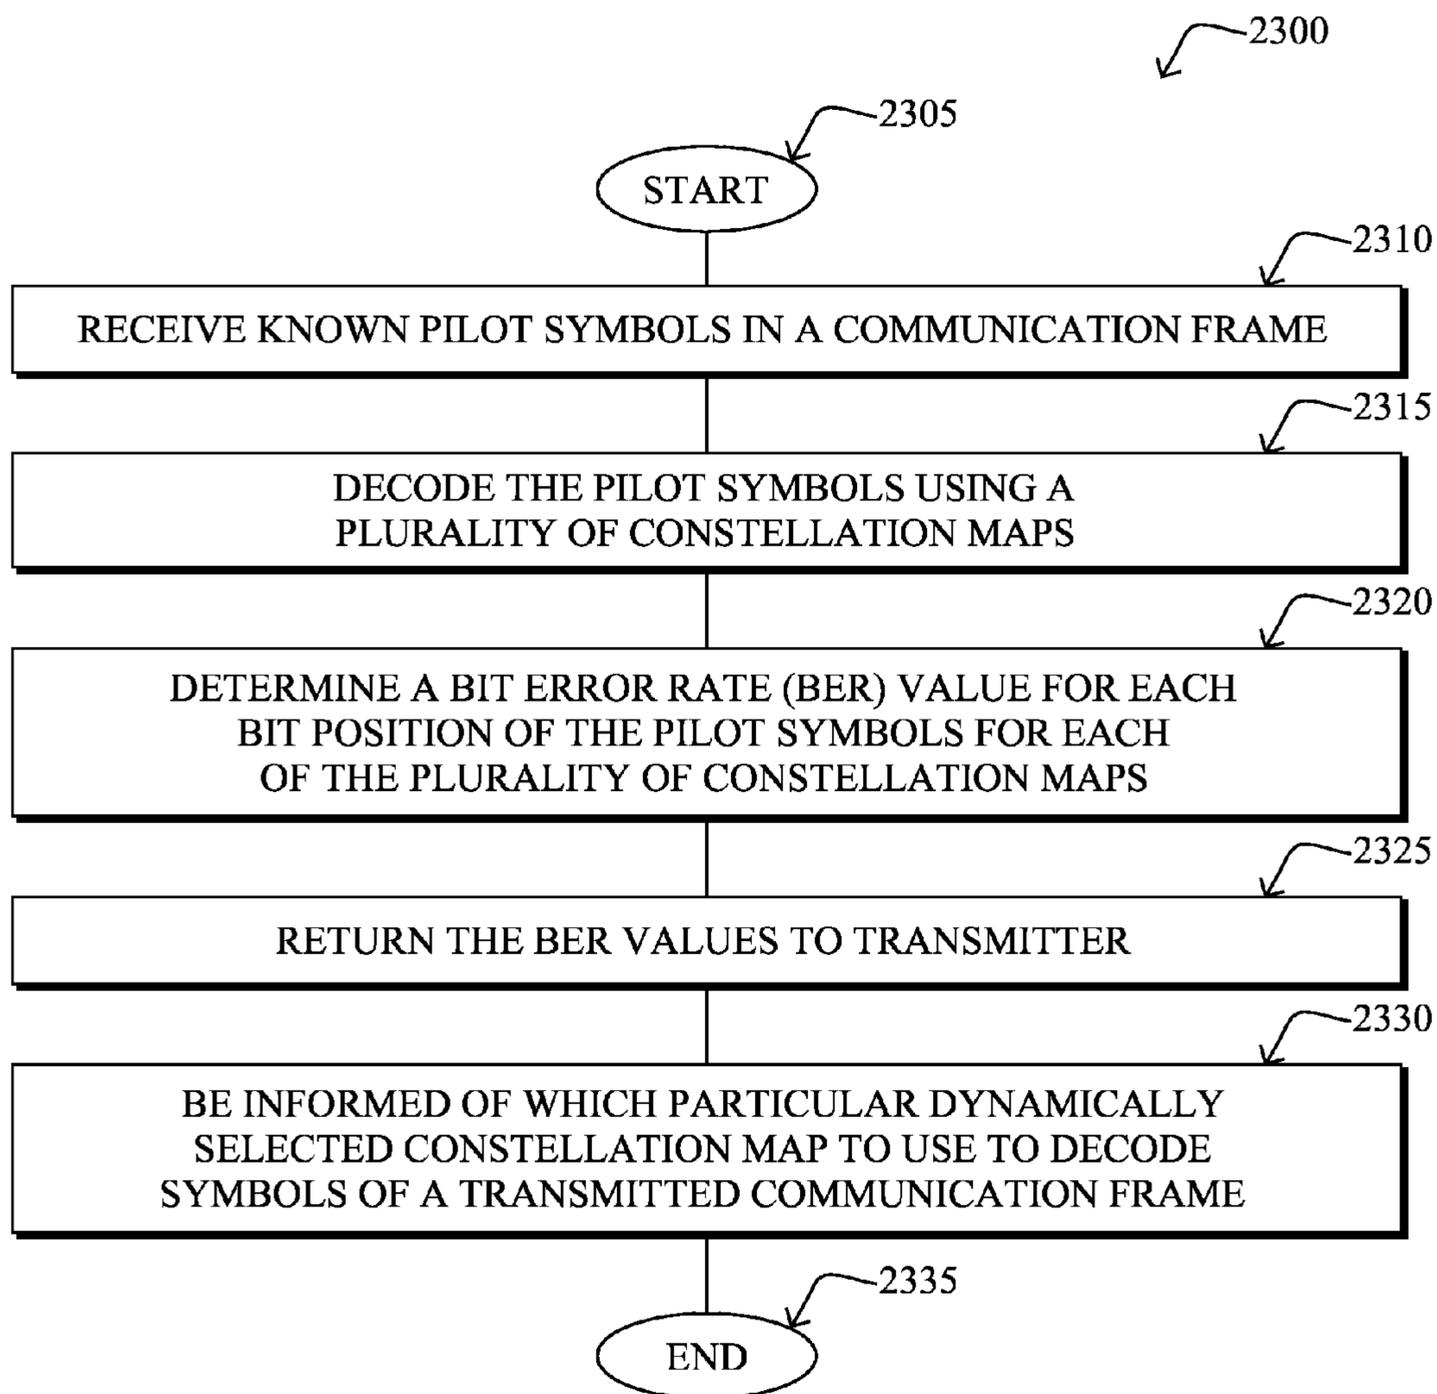 2300
2305
START
2310
RECEIVE KNOWN PILOT SYMBOLS IN A COMMUNICATION FRAME
2315
DECODE THE PILOT SYMBOLS USING A
PLURALITY OF CONSTELLATION MAPS
2320
DETERMINE A BIT ERROR RATE (BER) VALUE FOR EACH
BIT POSITION OF THE PILOT SYMBOLS FOR EACH
OF THE PLURALITY OF CONSTELLATION MAPS
2325
RETURN THE BER VALUES TO TRANSMITTER
2330
BE INFORMED OF WHICH PARTICULAR DYNAMICALLY
SELECTED CONSTELLATION MAP TO USE TO DECODE
SYMBOLS OF A TRANSMITTED COMMUNICATION FRAME
2335
END